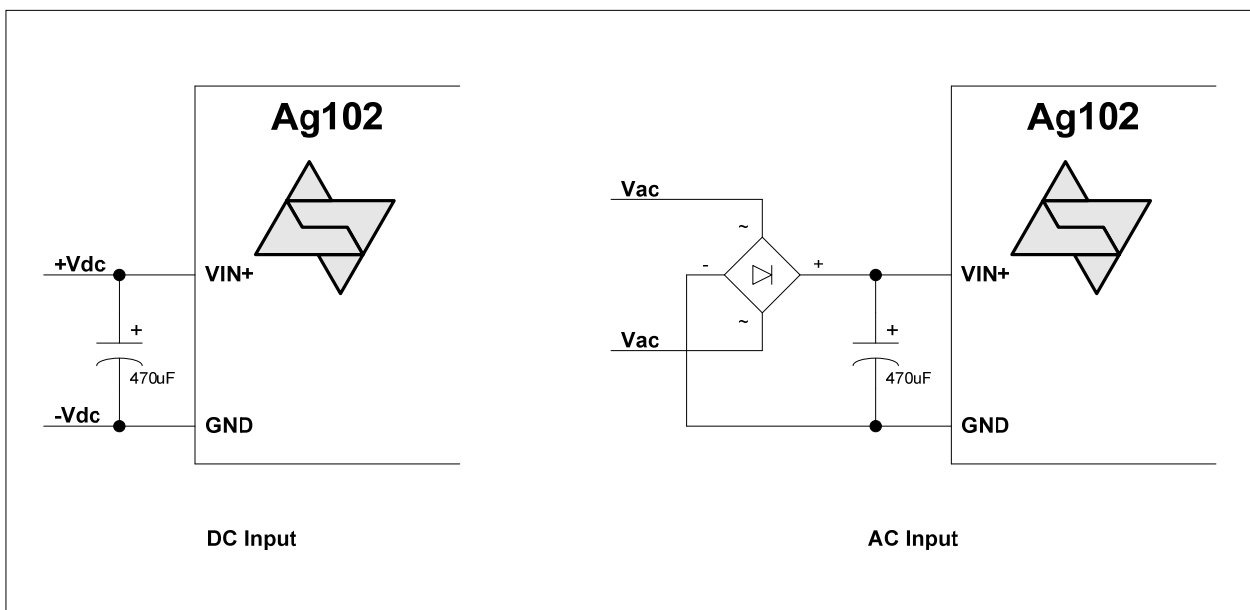 Ag102
+Vdc
VIN+
+
470uF
-Vdc
GND
DC Input
Ag102
Vac
~
-
+
VIN+
~
Vac
+
470uF
GND
AC Input